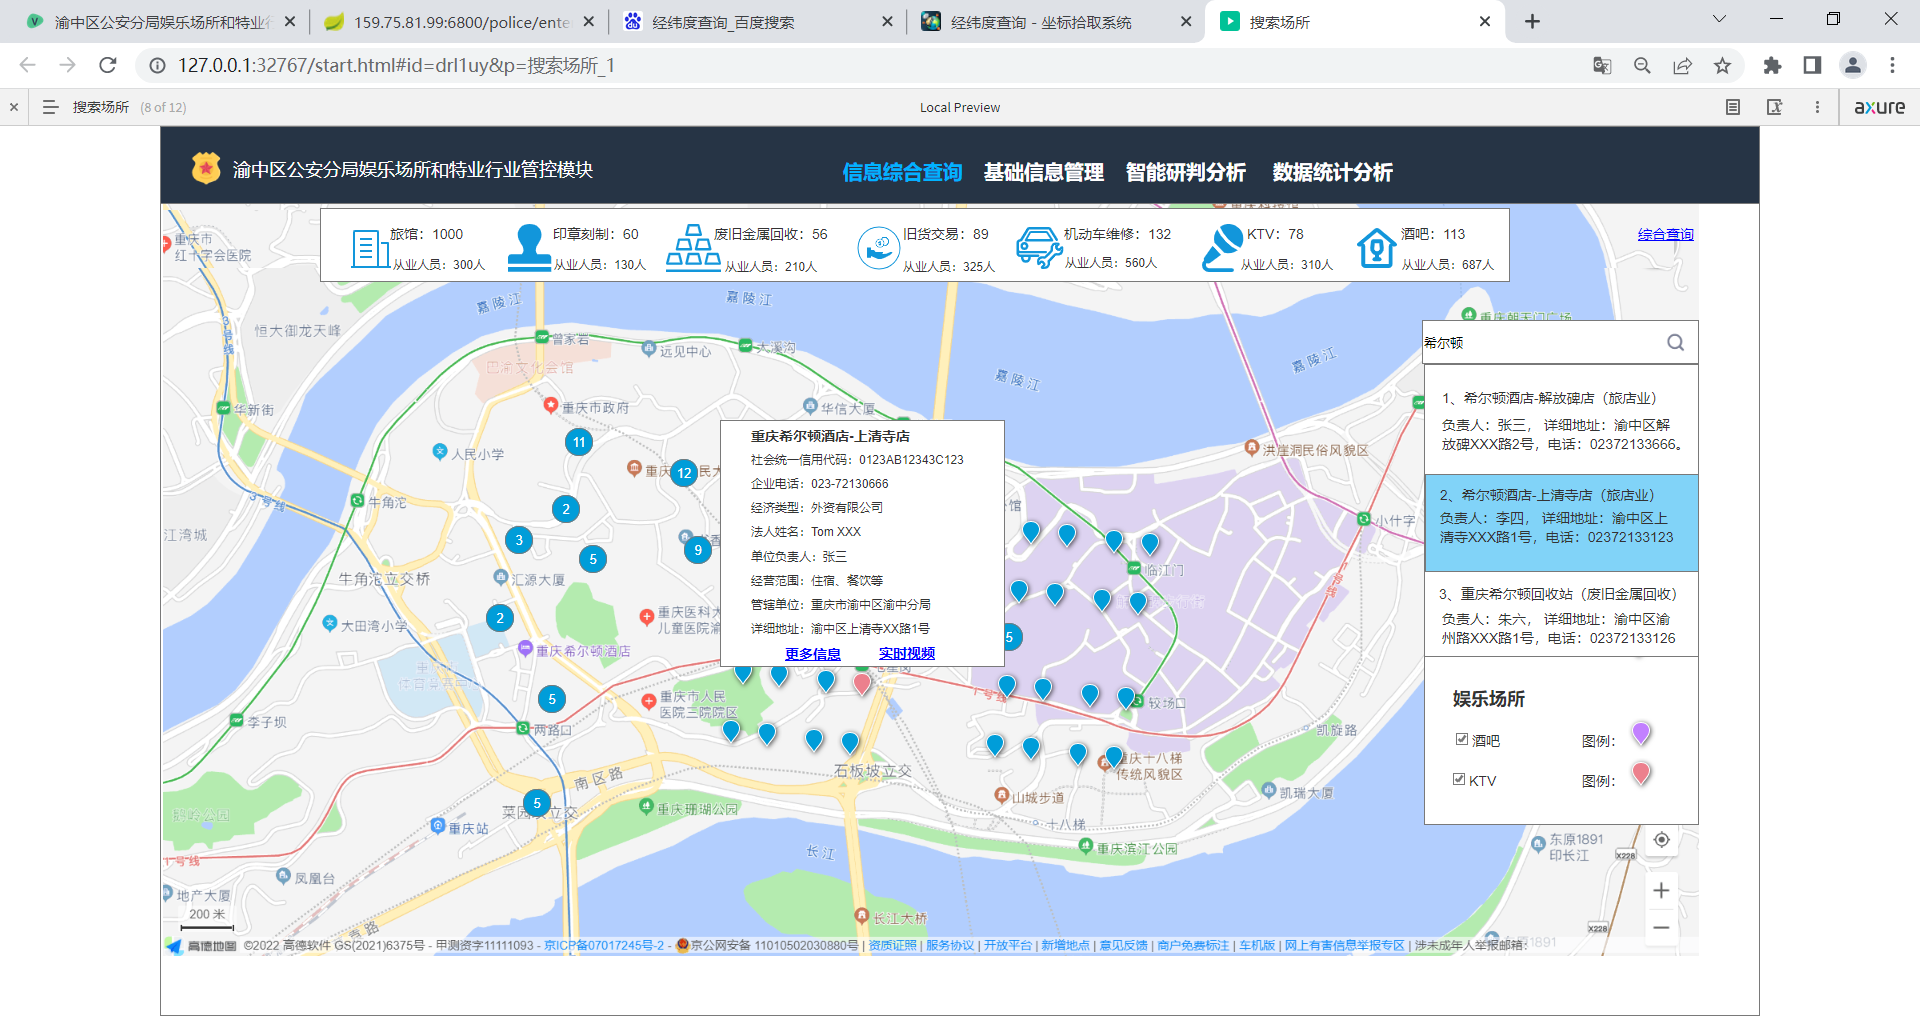 渝中区公安分局娱乐场所和特业行
159.75.81.99:6800/police/ente
经纬度查询_百度搜索
经纬度查询 - 坐标拾取系统
搜索场所
127.0.0.1:32767/start.html#id=drl1uy&p=搜索场所_1
搜索场所 (8 of 12)
Local Preview
axure
渝中区公安分局娱乐场所和特业行业管控模块
信息综合查询 基础信息管理 智能研判分析 数据统计分析
旅馆：1000
从业人员：300人
印章刻制：60
从业人员：130人
废旧金属回收：56
从业人员：210人
旧货交易：89
从业人员：325人
机动车维修：132
从业人员：560人
KTV：78
从业人员：310人
酒吧：113
从业人员：687人
综合查询
重庆市
红十字会医院
嘉陵江
嘉陵江
重庆朝天门广场
3号线
恒大御龙天峰
曾家岩
远见中心
大溪沟
希尔顿
巴渝文化会馆
嘉陵江
嘉陵江
华新街
重庆市政府
华信大厦
1、希尔顿酒店-解放碑店（旅店业）
负责人：张三， 详细地址：渝中区解
放碑XXX路2号，电话：02372133666。
11
人民小学
12
洪崖洞民俗风貌区
重庆希尔顿酒店-上清寺店
社会统一信用代码：0123AB12343C123
企业电话：023-72130666
经济类型：外资有限公司
法人姓名：Tom XXX
单位负责人：张三
经营范围：住宿、餐饮等
管辖单位：重庆市渝中区渝中分局
详细地址：渝中区上清寺XX路1号
更多信息 实时视频
3号线
牛角沱
2
2、希尔顿酒店-上清寺店（旅店业）
负责人：李四， 详细地址：渝中区上
清寺XXX路1号，电话：02372133123
小什字
江湾城
3
5
9
牛角沱立交桥
汇源大厦
临江门
1号线
3、重庆希尔顿回收站（废旧金属回收）
负责人：朱六， 详细地址：渝中区渝
州路XXX路1号，电话：02372133126
2
重庆医科大
儿童医院渝
大田湾小学
5
重庆希尔顿酒店
1号线
5
重庆市人民
医院三院院区
较场口
娱乐场所
李子坝
两路口
凯旋路
酒吧 图例：
KTV 图例：
南区路
石板坡立交
重庆十八梯
传统风貌区
鹅岭公园
5
菜园坝立交
重庆珊瑚公园
山城步道
凯瑞大厦
重庆站
十八梯
1号线
长江
重庆滨江公园
东原1891
印长江
X228
凤凰台
地产大厦
200 米
长江大桥
X228
高德地图 ©2022 高德软件 GS(2021)6375号 - 甲测资字11111093 - 京ICP备07017245号-2 - 京公网安备 11010502030880号 | 资质证照 | 服务协议 | 开放平台 | 新增地点 | 意见反馈 | 商户免费标注 | 车机版 | 网上有害信息举报专区 | 涉未成年人举报邮箱: